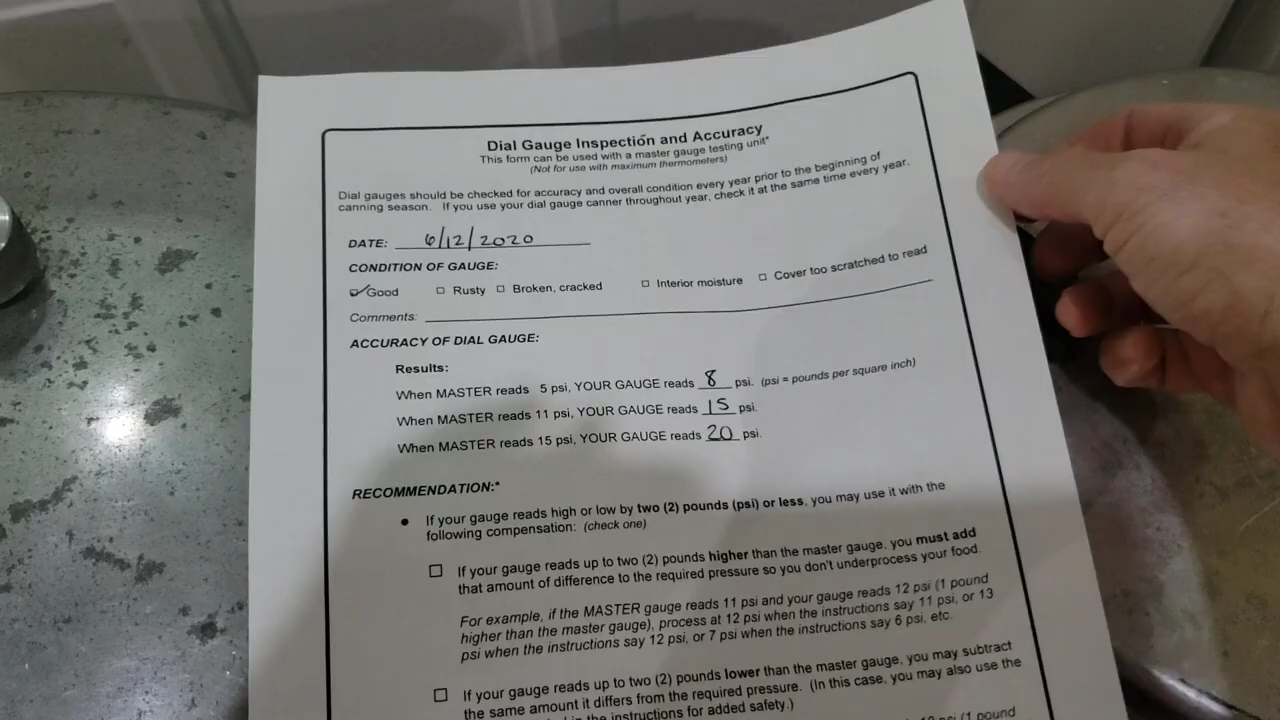 Dial Gauge Inspection and Accuracy
This form can be used with a master gauge testing unit*
(Not for use with maximum thermometers)
Dial gauges should be checked for accuracy and overall condition every year prior to the beginning of
canning season. If you use your dial gauge canner throughout year, check it at the same time every year.
DATE: 6/12/2020
CONDITION OF GAUGE:
☑ Good □ Rusty □ Broken, cracked □ Interior moisture □ Cover too scratched to read
Comments:
ACCURACY OF DIAL GAUGE:
Results:
When MASTER reads 5 psi, YOUR GAUGE reads 8 psi. (psi = pounds per square inch)
When MASTER reads 11 psi, YOUR GAUGE reads 15 psi.
When MASTER reads 15 psi, YOUR GAUGE reads 20 psi.
RECOMMENDATION:*
• If your gauge reads high or low by two (2) pounds (psi) or less, you may use it with the
following compensation: (check one)
□ If your gauge reads up to two (2) pounds higher than the master gauge, you must add
that amount of difference to the required pressure so you don't underprocess your food.
For example, if the MASTER gauge reads 11 psi and your gauge reads 12 psi (1 pound
higher than the master gauge), process at 12 psi when the instructions say 11 psi, or 13
psi when the instructions say 12 psi, or 7 psi when the instructions say 6 psi, etc.
□ If your gauge reads up to two (2) pounds lower than the master gauge, you may subtract
the same amount it differs from the required pressure. (In this case, you may also use the
in the instructions for added safety.)
psi (1 pound